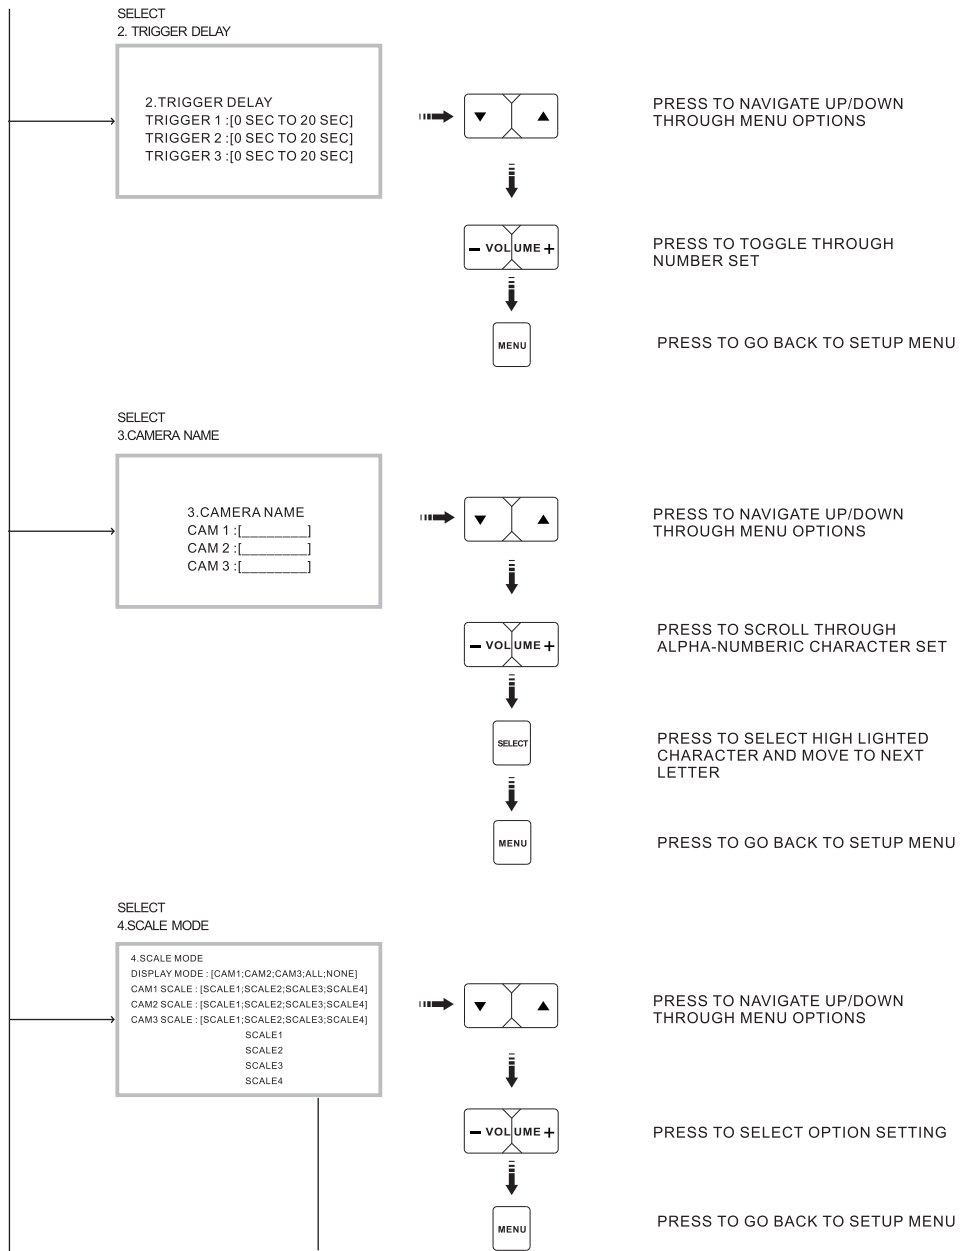 SELECT
2. TRIGGER DELAY
2.TRIGGER DELAY
TRIGGER 1 :[0 SEC TO 20 SEC]
TRIGGER 2 :[0 SEC TO 20 SEC]
TRIGGER 3 :[0 SEC TO 20 SEC]
PRESS TO NAVIGATE UP/DOWN
THROUGH MENU OPTIONS
− VOLUME +
PRESS TO TOGGLE THROUGH
NUMBER SET
MENU
PRESS TO GO BACK TO SETUP MENU
SELECT
3.CAMERA NAME
3.CAMERA NAME
CAM 1 :[________]
CAM 2 :[________]
CAM 3 :[________]
PRESS TO NAVIGATE UP/DOWN
THROUGH MENU OPTIONS
− VOLUME +
PRESS TO SCROLL THROUGH
ALPHA-NUMBERIC CHARACTER SET
SELECT
PRESS TO SELECT HIGH LIGHTED
CHARACTER AND MOVE TO NEXT
LETTER
MENU
PRESS TO GO BACK TO SETUP MENU
SELECT
4.SCALE MODE
4.SCALE MODE
DISPLAY MODE : [CAM1;CAM2;CAM3;ALL;NONE]
CAM1 SCALE : [SCALE1;SCALE2;SCALE3;SCALE4]
CAM2 SCALE : [SCALE1;SCALE2;SCALE3;SCALE4]
CAM3 SCALE : [SCALE1;SCALE2;SCALE3;SCALE4]
SCALE1
SCALE2
SCALE3
SCALE4
PRESS TO NAVIGATE UP/DOWN
THROUGH MENU OPTIONS
− VOLUME +
PRESS TO SELECT OPTION SETTING
MENU
PRESS TO GO BACK TO SETUP MENU